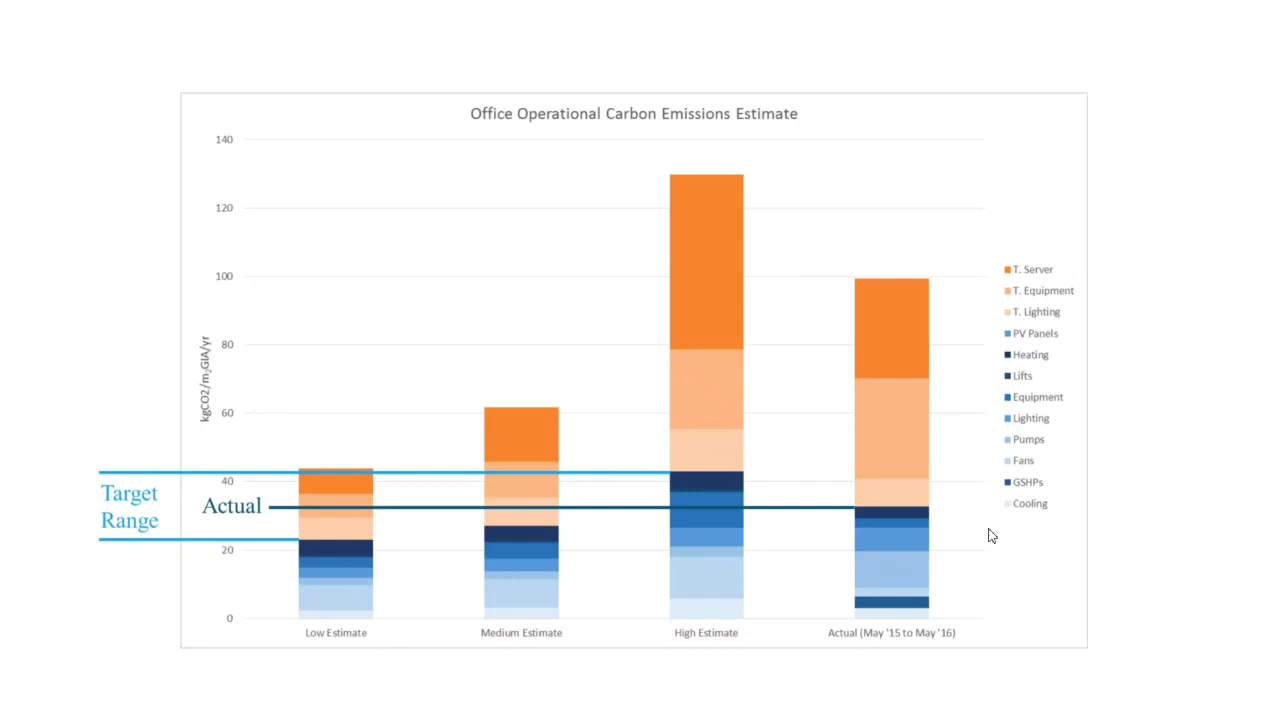 Office Operational Carbon Emissions Estimate
140
120
100
80
60
40
20
0
kgCO2/m₂GIA/yr
Target
Range
Actual
Low Estimate
Medium Estimate
High Estimate
Actual (May '15 to May '16)
T. Server
T. Equipment
T. Lighting
PV Panels
Heating
Lifts
Equipment
Lighting
Pumps
Fans
GSHPs
Cooling